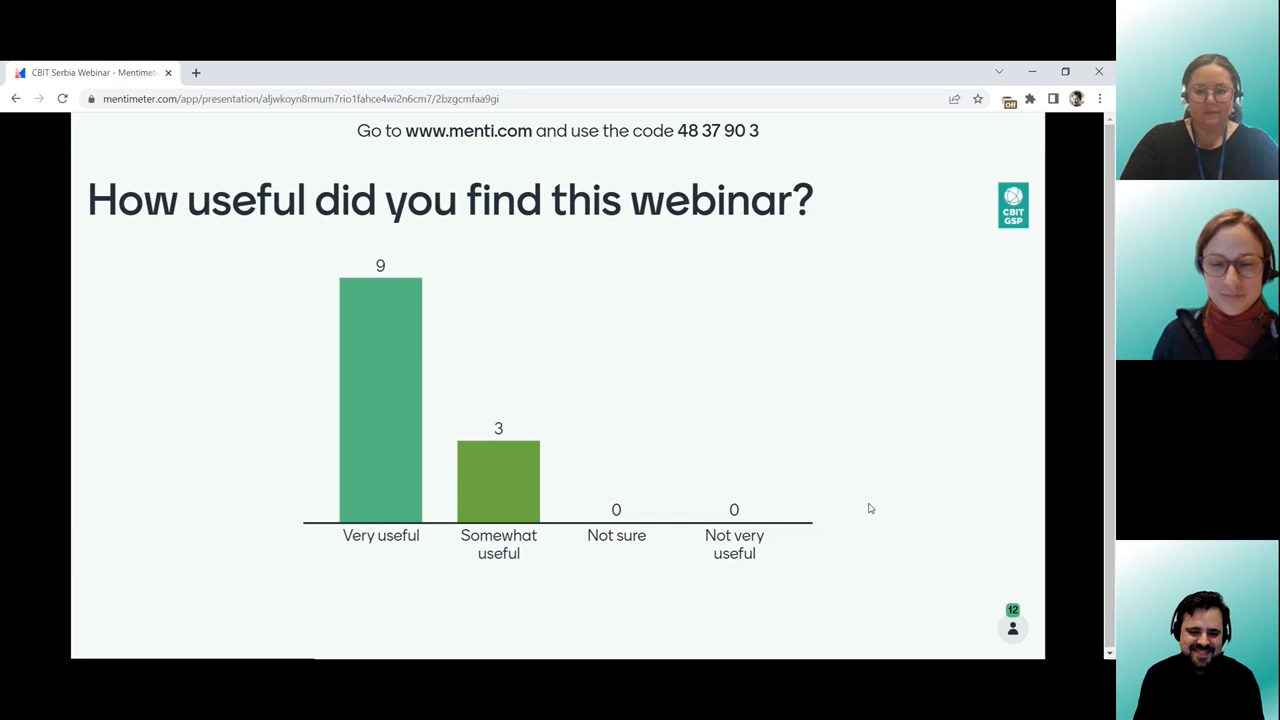 CBIT Serbia Webinar - Mentimete
mentimeter.com/app/presentation/aljwkoyn8rmum7rio1fahce4wi2n6cm7/2bzgcmfaa9gi
Off
Go to www.menti.com and use the code 48 37 90 3
How useful did you find this webinar?
CBIT
GSP
9
3
0
0
Very useful
Somewhat
useful
Not sure
Not very
useful
12